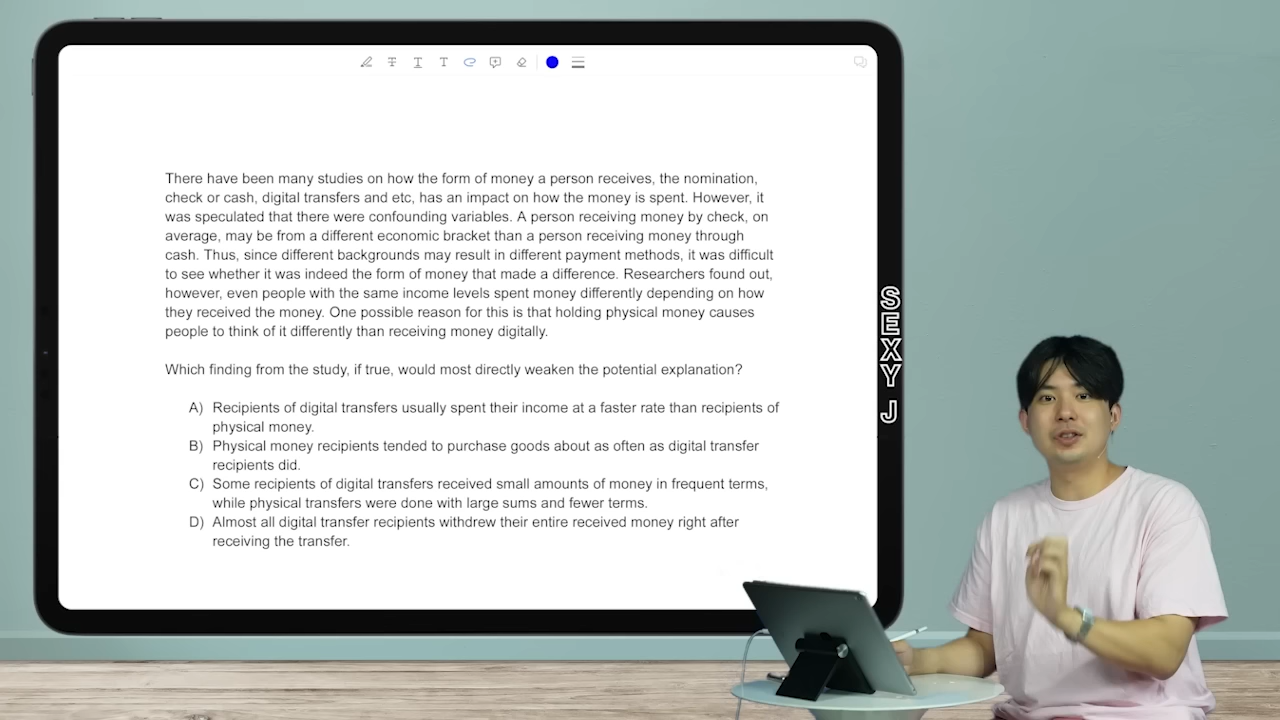 There have been many studies on how the form of money a person receives, the nomination,
check or cash, digital transfers and etc, has an impact on how the money is spent. However, it
was speculated that there were confounding variables. A person receiving money by check, on
average, may be from a different economic bracket than a person receiving money through
cash. Thus, since different backgrounds may result in different payment methods, it was difficult
to see whether it was indeed the form of money that made a difference. Researchers found out,
however, even people with the same income levels spent money differently depending on how
they received the money. One possible reason for this is that holding physical money causes
people to think of it differently than receiving money digitally.
Which finding from the study, if true, would most directly weaken the potential explanation?
A) Recipients of digital transfers usually spent their income at a faster rate than recipients of
physical money.
B) Physical money recipients tended to purchase goods about as often as digital transfer
recipients did.
C) Some recipients of digital transfers received small amounts of money in frequent terms,
while physical transfers were done with large sums and fewer terms.
D) Almost all digital transfer recipients withdrew their entire received money right after
receiving the transfer.
SEXY J